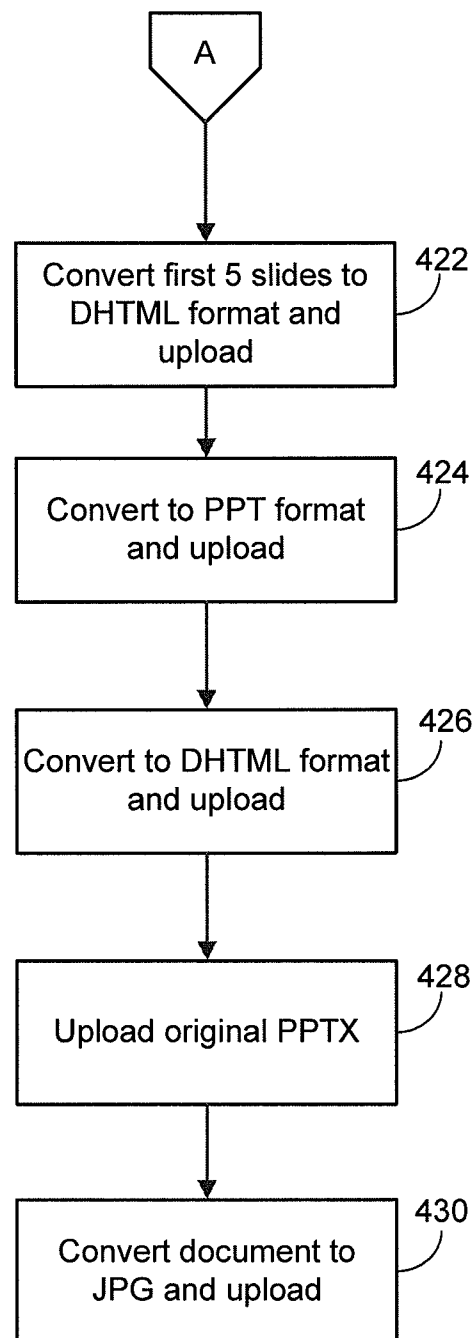 A
Convert first 5 slides to
DHTML format and
upload
422
Convert to PPT format
and upload
424
Convert to DHTML format
and upload
426
Upload original PPTX
428
Convert document to
JPG and upload
430